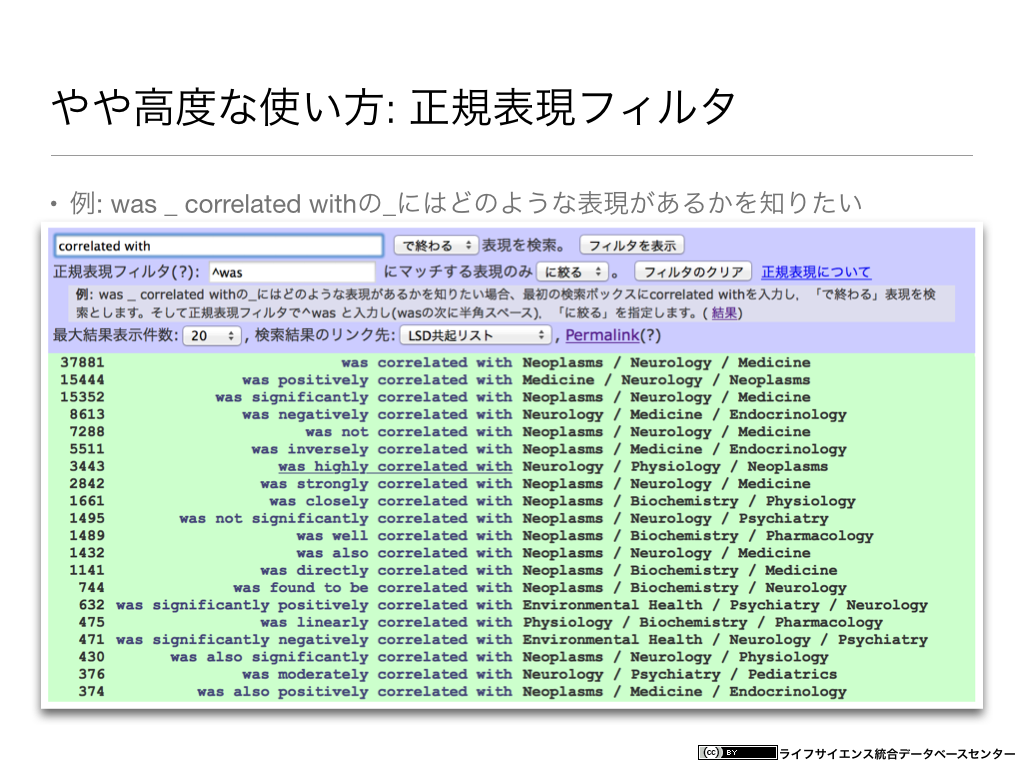 やや高度な使い方: 正規表現フィルタ
• 例: was _ correlated withの_にはどのような表現があるかを知りたい
correlated with で終わる 表現を検索。 フィルタを表示
正規表現フィルタ(?): ^was にマッチする表現のみ に絞る 。 フィルタのクリア 正規表現について
例: was _ correlated withの_にはどのような表現があるかを知りたい場合、最初の検索ボックスにcorrelated withを入力し, 「で終わる」表現を検
索とします。そして正規表現フィルタで^was と入力し(wasの次に半角スペース), 「に絞る」を指定します。( 結果)
最大結果表示件数: 20 , 検索結果のリンク先: LSD共起リスト , Permalink(?)
37881 was correlated with Neoplasms / Neurology / Medicine
15444 was positively correlated with Medicine / Neurology / Neoplasms
15352 was significantly correlated with Neoplasms / Neurology / Medicine
8613 was negatively correlated with Neurology / Medicine / Endocrinology
7288 was not correlated with Neoplasms / Neurology / Medicine
5511 was inversely correlated with Neoplasms / Medicine / Endocrinology
3443 was highly correlated with Neurology / Physiology / Neoplasms
2842 was strongly correlated with Neoplasms / Neurology / Medicine
1661 was closely correlated with Neoplasms / Biochemistry / Physiology
1495 was not significantly correlated with Neoplasms / Neurology / Psychiatry
1489 was well correlated with Neoplasms / Biochemistry / Pharmacology
1432 was also correlated with Neoplasms / Neurology / Medicine
1141 was directly correlated with Neoplasms / Biochemistry / Medicine
744 was found to be correlated with Neoplasms / Biochemistry / Neurology
632 was significantly positively correlated with Environmental Health / Psychiatry / Neurology
475 was linearly correlated with Physiology / Biochemistry / Pharmacology
471 was significantly negatively correlated with Environmental Health / Neurology / Psychiatry
430 was also significantly correlated with Neoplasms / Neurology / Physiology
376 was moderately correlated with Neurology / Psychiatry / Pediatrics
374 was also positively correlated with Neoplasms / Medicine / Endocrinology
(cc) BY ライフサイエンス統合データベースセンター